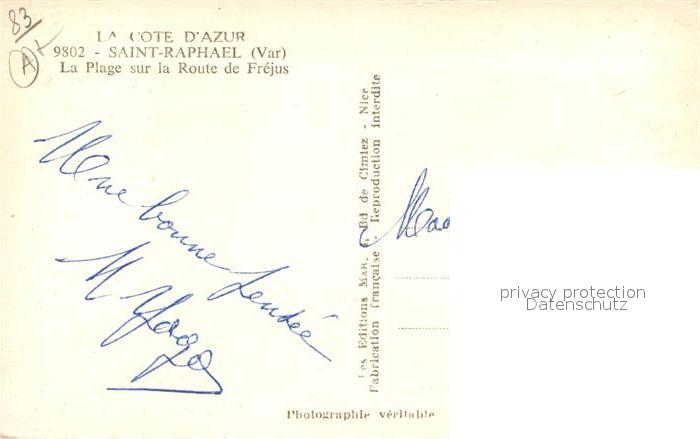 83
A
LA COTE D'AZUR
9802 - SAINT-RAPHAEL (Var)
La Plage sur la Route de Fréjus
Une bonne pensée
Les Editions MAR, Bd de Cimiez - Nice
Fabrication française. Reproduction interdite
privacy protection
Datenschutz
Photographie véritable